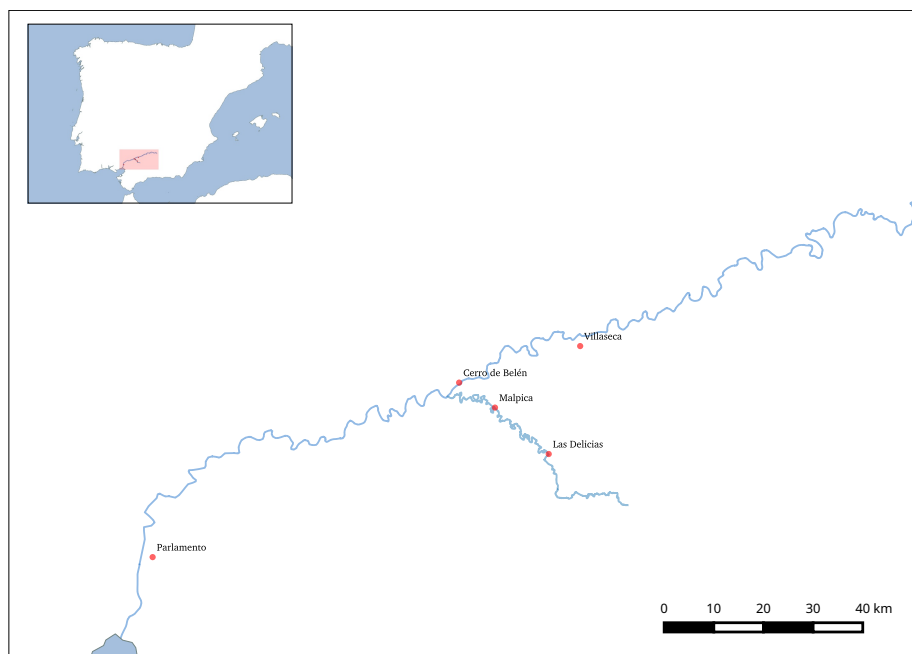 Villaseca
Cerro de Belén
Malpica
Las Delicias
Parlamento
0 10 20 30 40 km